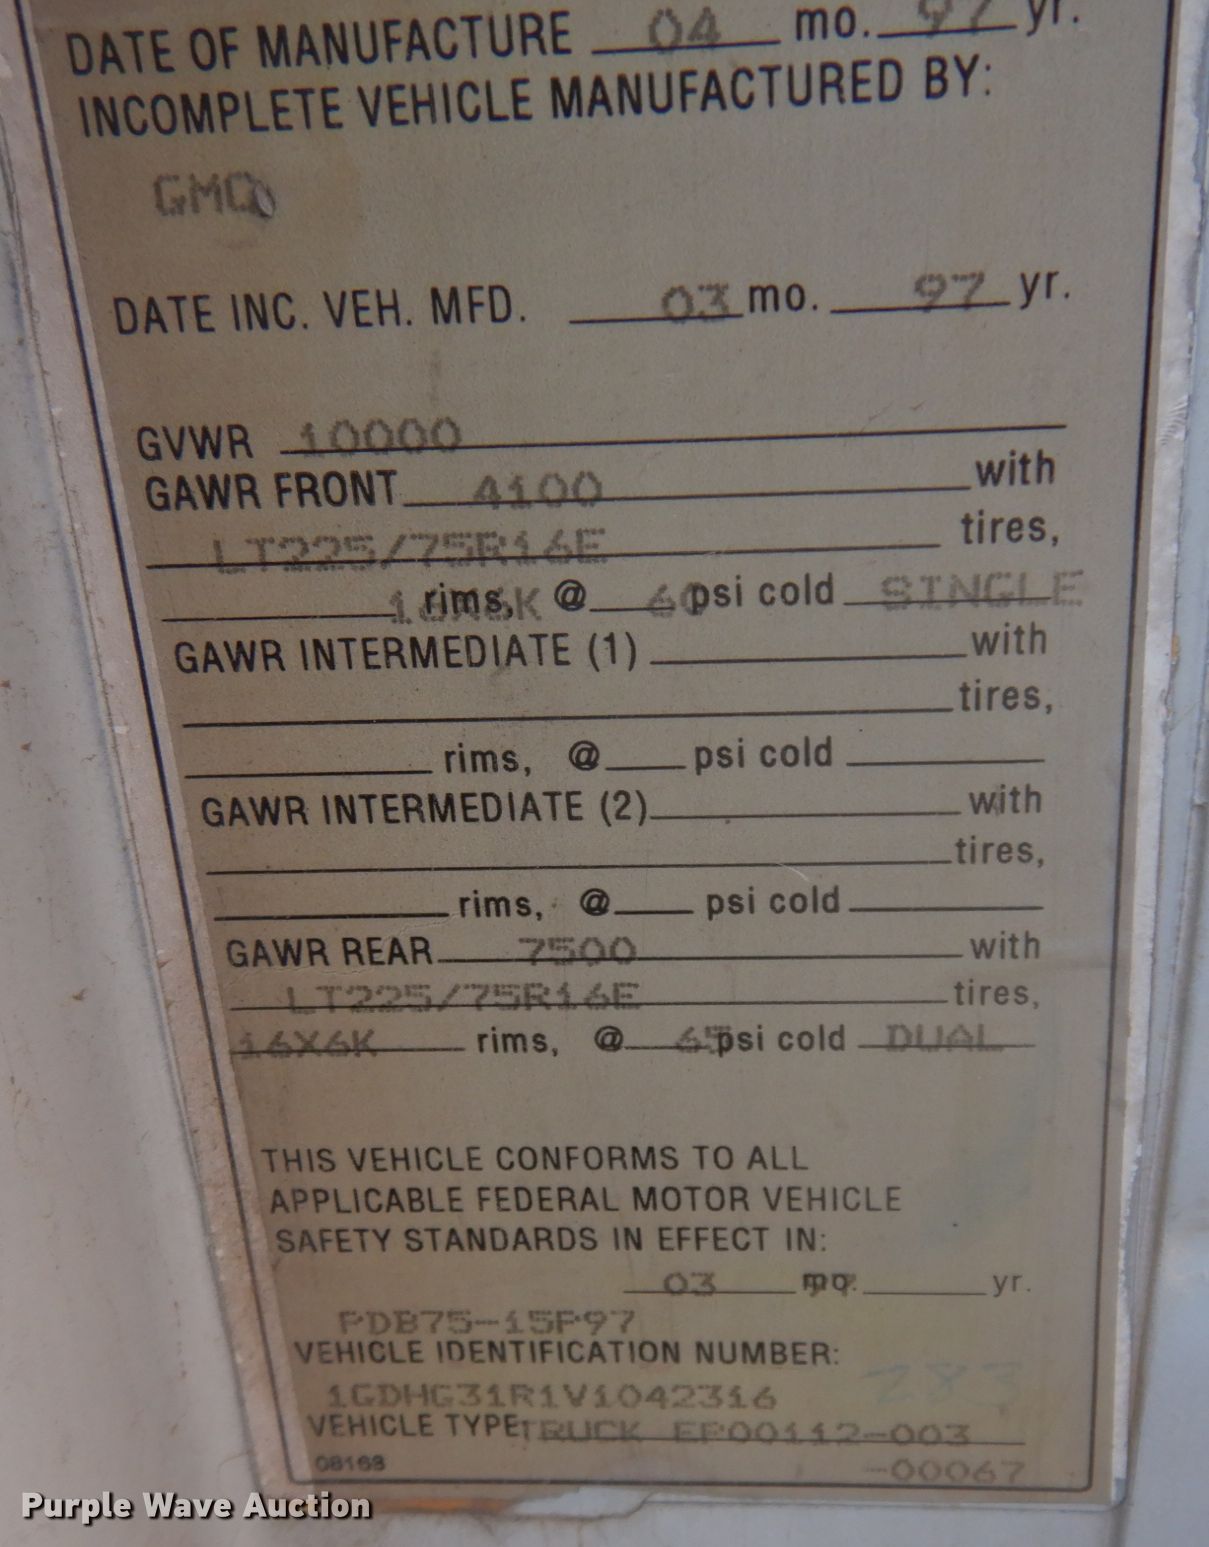 DATE OF MANUFACTURE 04 mo. 97 yr.
INCOMPLETE VEHICLE MANUFACTURED BY:
GMC
DATE INC. VEH. MFD. 03 mo. 97 yr.
GVWR 10000
GAWR FRONT 4100 with
LT225/75R16E tires,
16X6K rims, @ 60 psi cold SINGLE
GAWR INTERMEDIATE (1) with
tires,
rims, @ psi cold
GAWR INTERMEDIATE (2) with
tires,
rims, @ psi cold
GAWR REAR 7500 with
LT225/75R16E tires,
16X6K rims, @ 65 psi cold DUAL
THIS VEHICLE CONFORMS TO ALL
APPLICABLE FEDERAL MOTOR VEHICLE
SAFETY STANDARDS IN EFFECT IN:
03 mo. 97 yr.
PDB75-15P97
VEHICLE IDENTIFICATION NUMBER:
1GDHG31R1V1042316
VEHICLE TYPE: TRUCK EP00112-003
08168 -00067
Purple Wave Auction